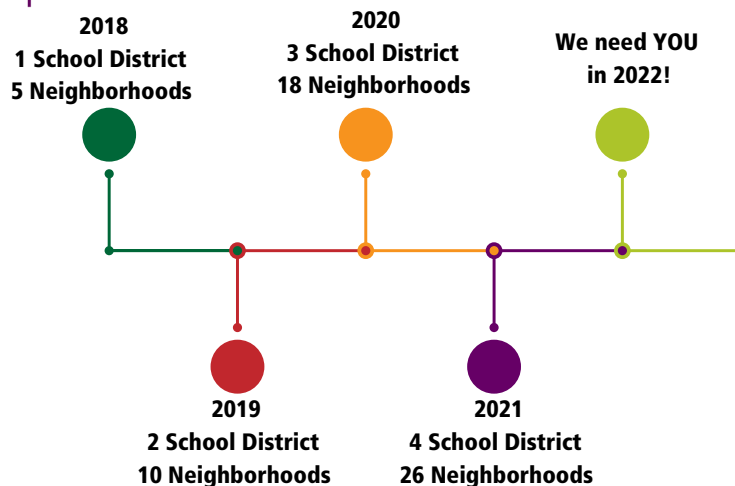 2018
1 School District
5 Neighborhoods
2020
3 School District
18 Neighborhoods
We need YOU
in 2022!
2019
2 School District
10 Neighborhoods
2021
4 School District
26 Neighborhoods